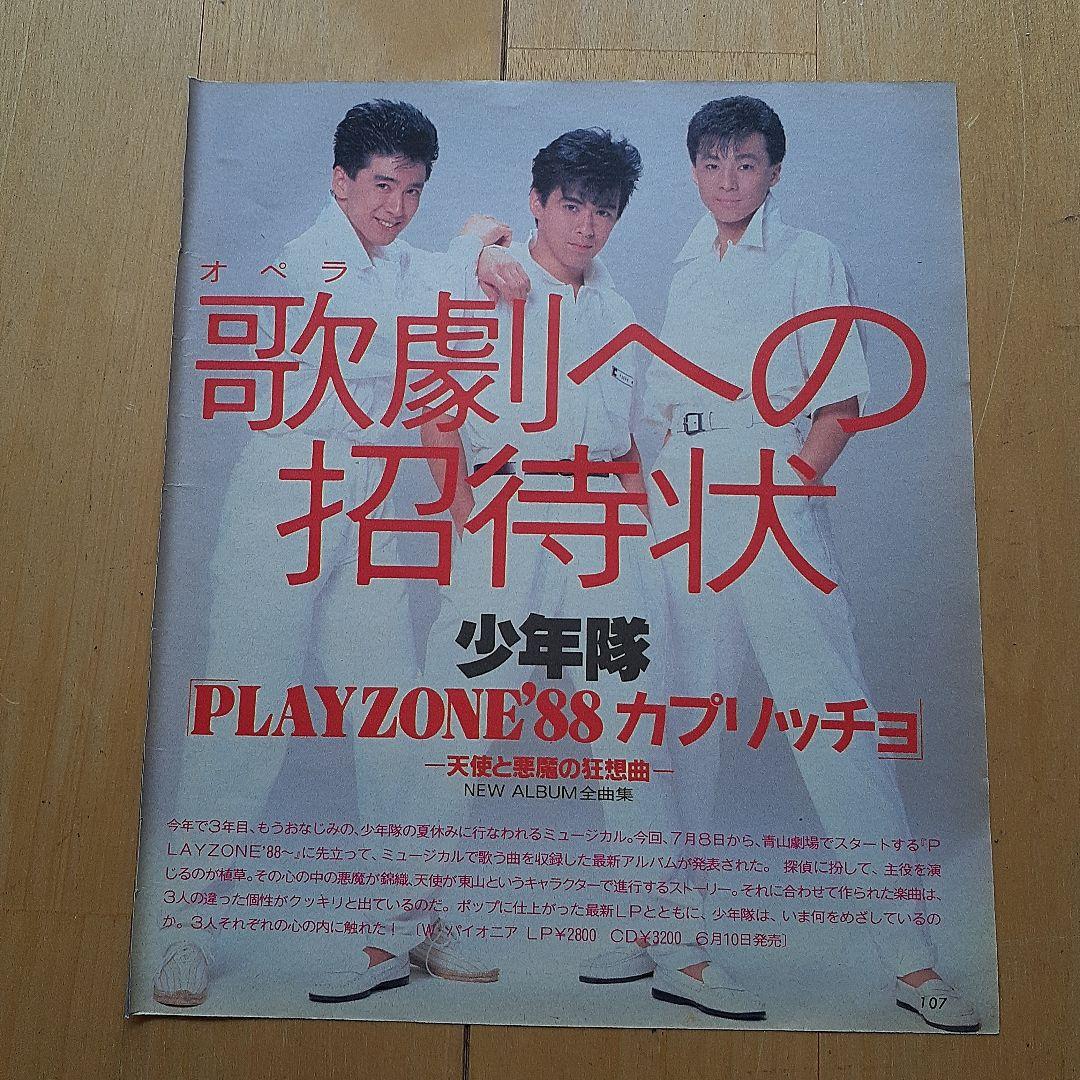 オペラ
歌劇への
招待状
少年隊
「PLAYZONE'88 カプリッチョ」
—天使と悪魔の狂想曲—
NEW ALBUM全曲集
今年で3年目、もうおなじみの、少年隊の夏休みに行なわれるミュージカル。今回、7月8日から、青山劇場でスタートする『P
LAYZONE'88〜』に先立って、ミュージカルで歌う曲を収録した最新アルバムが発表された。 探偵に扮して、主役を演
じるのが植草。その心の中の悪魔が錦織、天使が東山というキャラクターで進行するストーリー。それに合わせて作られた楽曲は、
3人の違った個性がクッキリと出ているのだ。ポップに仕上がった最新LPとともに、少年隊は、いま何をめざしているの
か。3人それぞれの心の内に触れた！〔W・パイオニア LP¥2800 CD¥3200 6月10日発売〕
107